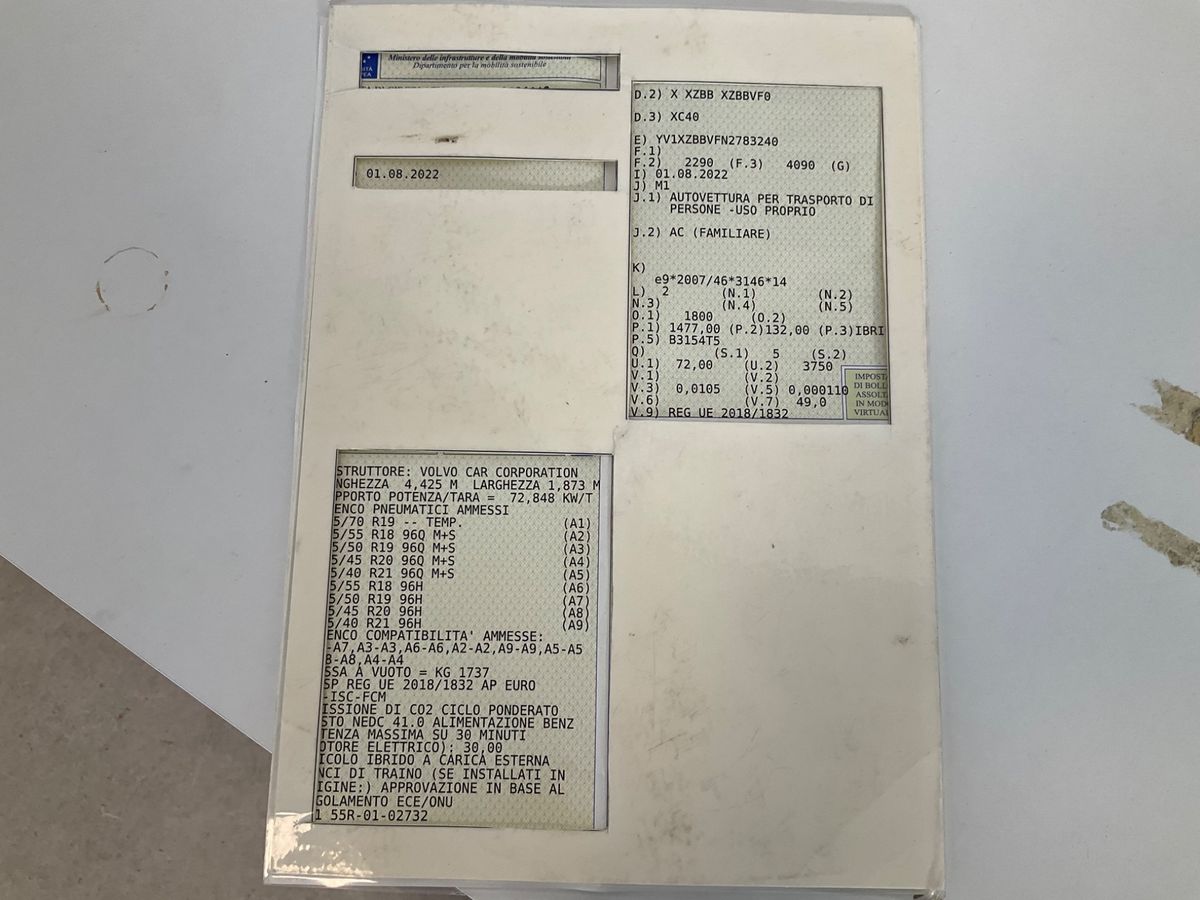 Ministero delle infrastrutture e della mobilità sostenibili
Dipartimento per la mobilità sostenibile
01.08.2022
STRUTTORE: VOLVO CAR CORPORATION
NGHEZZA 4,425 M LARGHEZZA 1,873 M
PPORTO POTENZA/TARA = 72,848 KW/T
ENCO PNEUMATICI AMMESSI
5/70 R19 -- TEMP. (A1)
5/55 R18 96Q M+S (A2)
5/50 R19 96Q M+S (A3)
5/45 R20 96Q M+S (A4)
5/40 R21 96Q M+S (A5)
5/55 R18 96H (A6)
5/50 R19 96H (A7)
5/45 R20 96H (A8)
5/40 R21 96H (A9)
ENCO COMPATIBILITA' AMMESSE:
-A7,A3-A3,A6-A6,A2-A2,A9-A9,A5-A5
8-A8,A4-A4
SSA A VUOTO = KG 1737
SP REG UE 2018/1832 AP EURO
-ISC-FCM
ISSIONE DI CO2 CICLO PONDERATO
STO NEDC 41.0 ALIMENTAZIONE BENZ
TENZA MASSIMA SU 30 MINUTI
OTORE ELETTRICO): 30,00
ICOLO IBRIDO A CARICA ESTERNA
NCI DI TRAINO (SE INSTALLATI IN
IGINE;) APPROVAZIONE IN BASE AL
GOLAMENTO ECE/ONU
1 55R-01-02732
D.2) X XZBB XZBBVF0
D.3) XC40
E) YV1XZBBVFN2783240
F.1)
F.2) 2290 (F.3) 4090 (G)
I) 01.08.2022
J) M1
J.1) AUTOVETTURA PER TRASPORTO DI
PERSONE -USO PROPRIO
J.2) AC (FAMILIARE)
K)
e9*2007/46*3146*14
L) 2 (N.1) (N.2)
N.3) (N.4) (N.5)
O.1) 1800 (O.2)
P.1) 1477,00 (P.2)132,00 (P.3)IBRI
P.5) B3154T5
Q) (S.1) 5 (S.2)
U.1) 72,00 (U.2) 3750
V.1) (V.2)
V.3) 0,0105 (V.5) 0,000110
V.6) (V.7) 49,0
V.9) REG UE 2018/1832
IMPOST
DI BOLL
ASSOLT
IN MOD
VIRTUAL